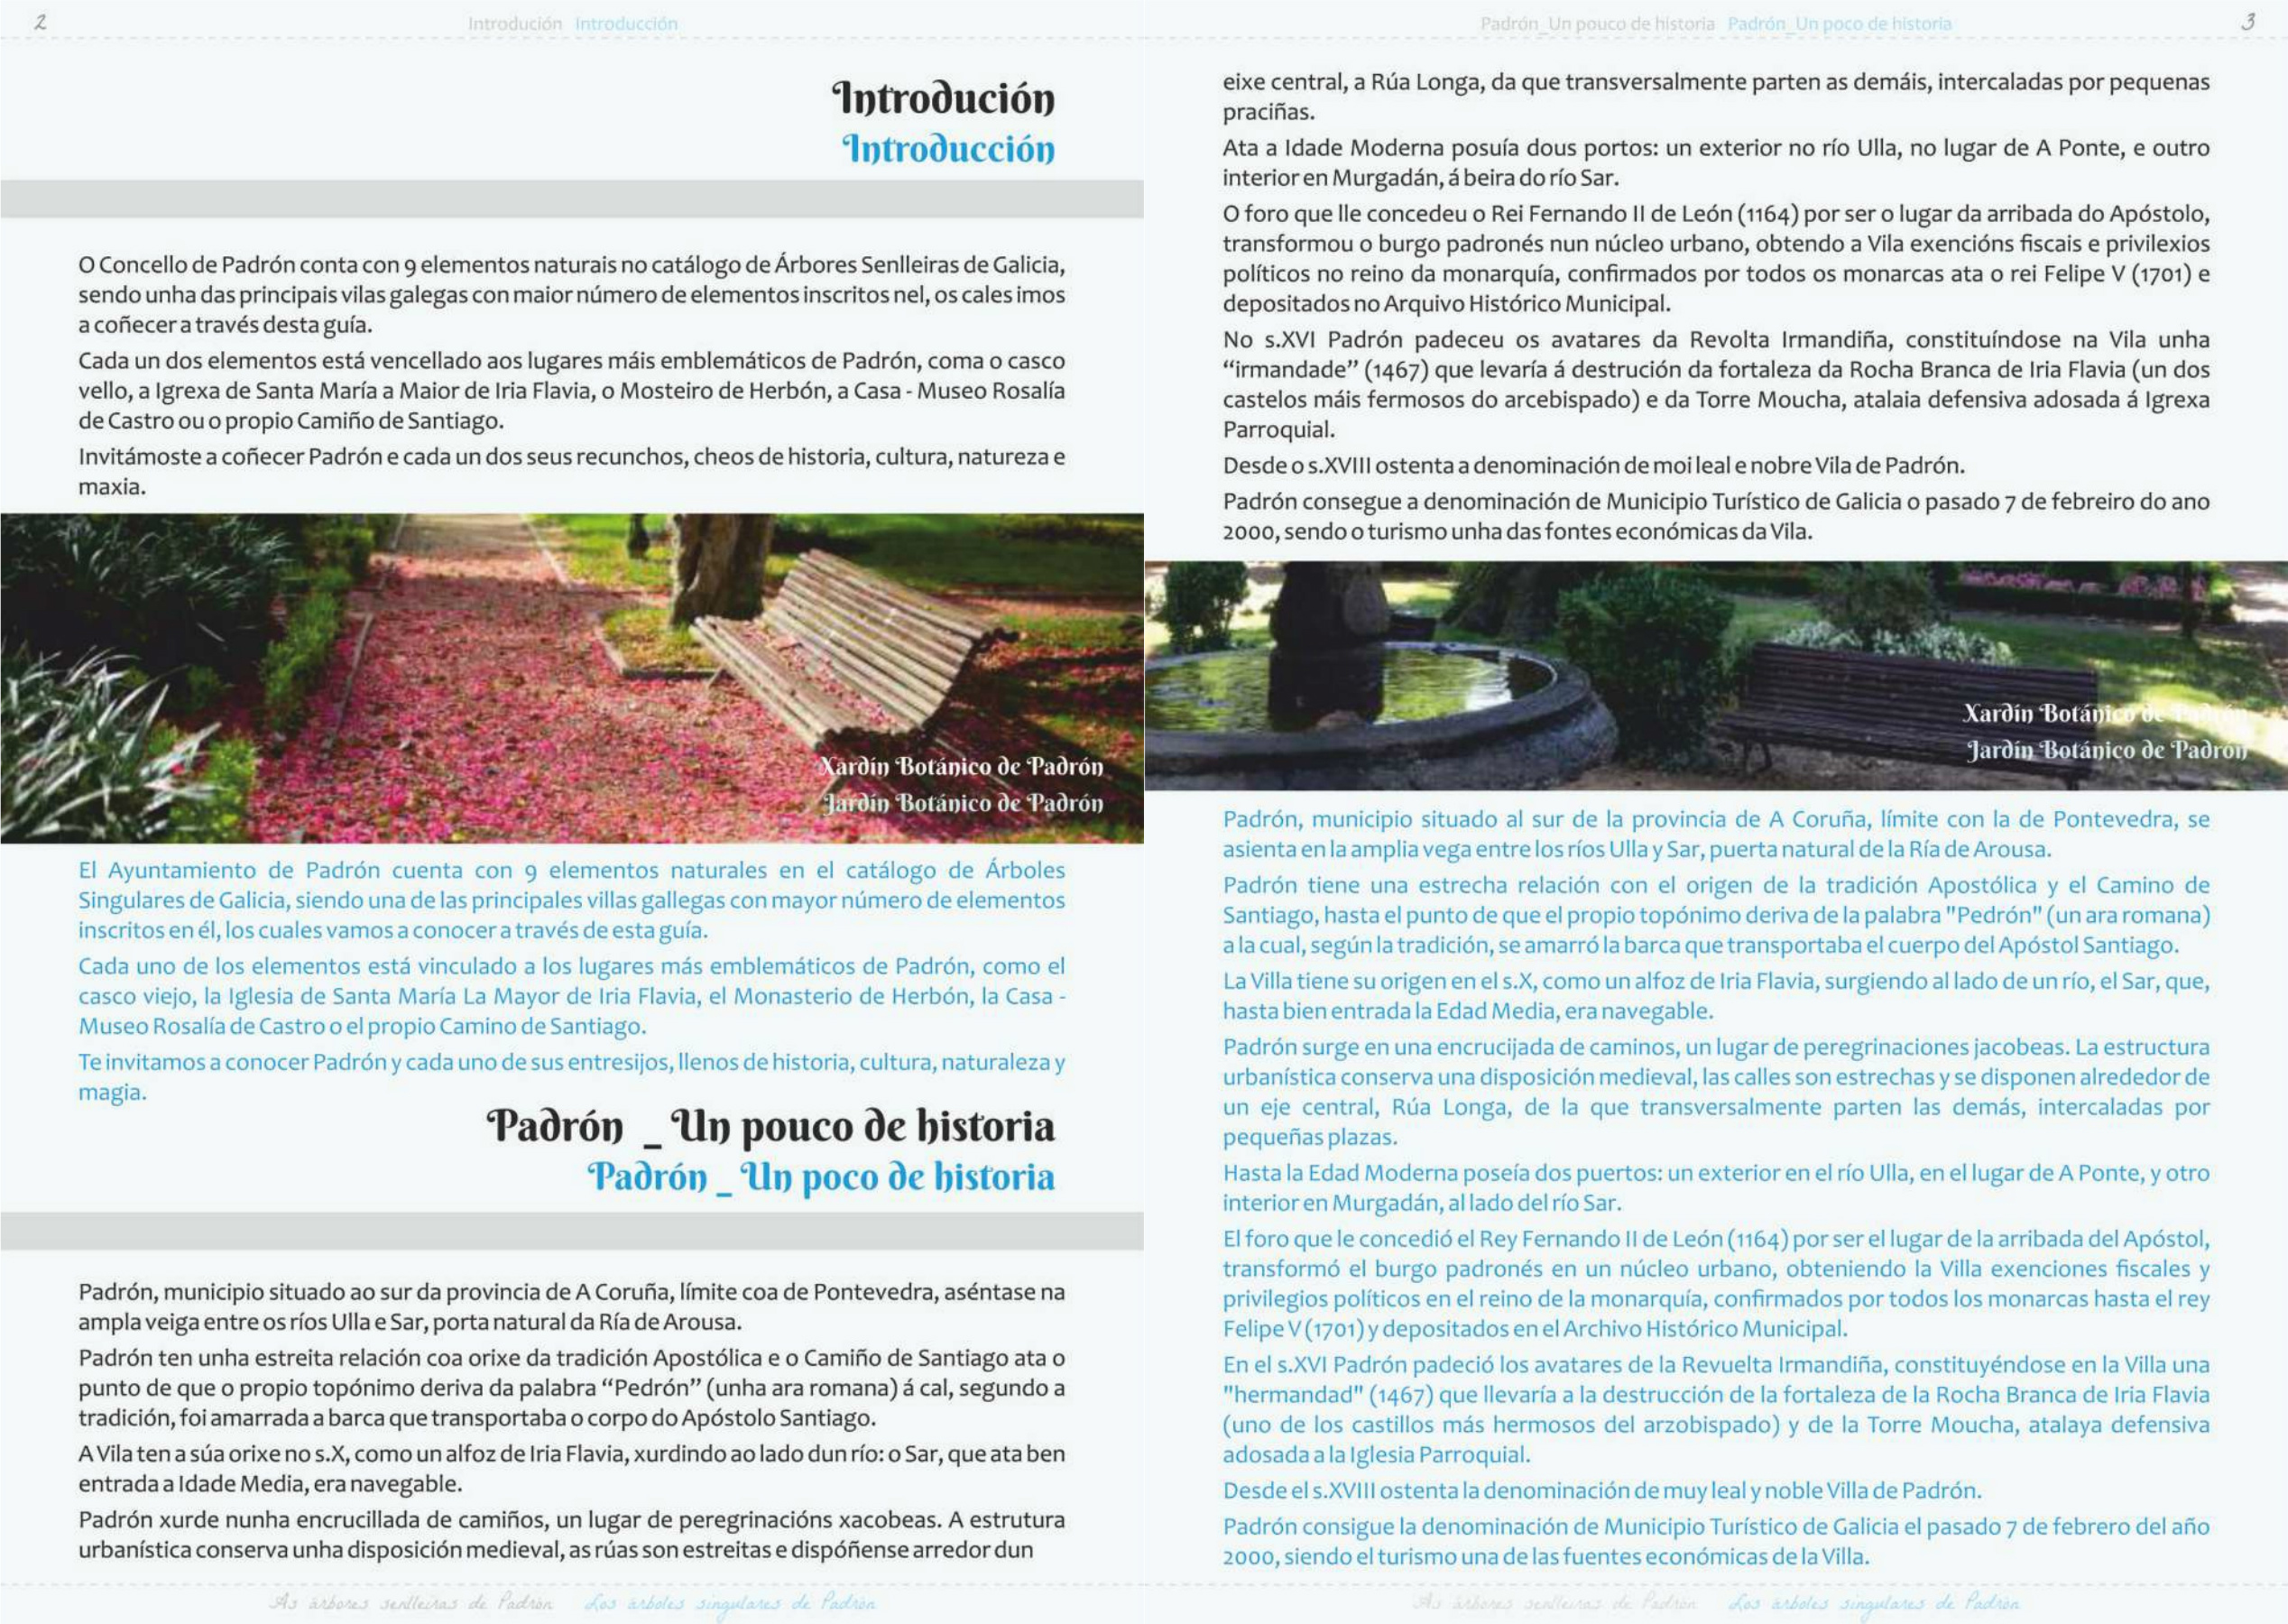 2
Introdución Introducción
Introdución
Introducción
O Concello de Padrón conta con 9 elementos naturais no catálogo de Árbores Senlleiras de Galicia,
sendo unha das principais vilas galegas con maior número de elementos inscritos nel, os cales imos
a coñecer a través desta guía.
Cada un dos elementos está vencellado aos lugares máis emblemáticos de Padrón, coma o casco
vello, a Igrexa de Santa María a Maior de Iria Flavia, o Mosteiro de Herbón, a Casa - Museo Rosalía
de Castro ou o propio Camiño de Santiago.
Invitámoste a coñecer Padrón e cada un dos seus recunchos, cheos de historia, cultura, natureza e
maxia.
Xardín Botánico de Padrón
Jardín Botánico de Padrón
El Ayuntamiento de Padrón cuenta con 9 elementos naturales en el catálogo de Árboles
Singulares de Galicia, siendo una de las principales villas gallegas con mayor número de elementos
inscritos en él, los cuales vamos a conocer a través de esta guía.
Cada uno de los elementos está vinculado a los lugares más emblemáticos de Padrón, como el
casco viejo, la Iglesia de Santa María La Mayor de Iria Flavia, el Monasterio de Herbón, la Casa -
Museo Rosalía de Castro o el propio Camino de Santiago.
Te invitamos a conocer Padrón y cada uno de sus entresijos, llenos de historia, cultura, naturaleza y
magia.
Padrón _ Un pouco de historia
Padrón _ Un poco de historia
Padrón, municipio situado ao sur da provincia de A Coruña, límite coa de Pontevedra, aséntase na
ampla veiga entre os ríos Ulla e Sar, porta natural da Ría de Arousa.
Padrón ten unha estreita relación coa orixe da tradición Apostólica e o Camiño de Santiago ata o
punto de que o propio topónimo deriva da palabra “Pedrón” (unha ara romana) á cal, segundo a
tradición, foi amarrada a barca que transportaba o corpo do Apóstolo Santiago.
A Vila ten a súa orixe no s.X, como un alfoz de Iria Flavia, xurdindo ao lado dun río: o Sar, que ata ben
entrada a Idade Media, era navegable.
Padrón xurde nunha encrucillada de camiños, un lugar de peregrinacións xacobeas. A estrutura
urbanística conserva unha disposición medieval, as rúas son estreitas e dispóñense arredor dun
As árbores senlleiras de Padrón Los árboles singulares de Padrón
Padrón_Un pouco de historia Padrón_Un poco de historia
3
eixe central, a Rúa Longa, da que transversalmente parten as demáis, intercaladas por pequenas
praciñas.
Ata a Idade Moderna posuía dous portos: un exterior no río Ulla, no lugar de A Ponte, e outro
interior en Murgadán, á beira do río Sar.
O foro que lle concedeu o Rei Fernando II de León (1164) por ser o lugar da arribada do Apóstolo,
transformou o burgo padronés nun núcleo urbano, obtendo a Vila exencións fiscais e privilexios
políticos no reino da monarquía, confirmados por todos os monarcas ata o rei Felipe V (1701) e
depositados no Arquivo Histórico Municipal.
No s.XVI Padrón padeceu os avatares da Revolta Irmandiña, constituíndose na Vila unha
“irmandade” (1467) que levaría á destrución da fortaleza da Rocha Branca de Iria Flavia (un dos
castelos máis fermosos do arcebispado) e da Torre Moucha, atalaia defensiva adosada á Igrexa
Parroquial.
Desde o s.XVIII ostenta a denominación de moi leal e nobre Vila de Padrón.
Padrón consegue a denominación de Municipio Turístico de Galicia o pasado 7 de febreiro do ano
2000, sendo o turismo unha das fontes económicas da Vila.
Xardín Botánico de Padrón
Jardín Botánico de Padrón
Padrón, municipio situado al sur de la provincia de A Coruña, límite con la de Pontevedra, se
asienta en la amplia vega entre los ríos Ulla y Sar, puerta natural de la Ría de Arousa.
Padrón tiene una estrecha relación con el origen de la tradición Apostólica y el Camino de
Santiago, hasta el punto de que el propio topónimo deriva de la palabra "Pedrón" (un ara romana)
a la cual, según la tradición, se amarró la barca que transportaba el cuerpo del Apóstol Santiago.
La Villa tiene su origen en el s.X, como un alfoz de Iria Flavia, surgiendo al lado de un río, el Sar, que,
hasta bien entrada la Edad Media, era navegable.
Padrón surge en una encrucijada de caminos, un lugar de peregrinaciones jacobeas. La estructura
urbanística conserva una disposición medieval, las calles son estrechas y se disponen alrededor de
un eje central, Rúa Longa, de la que transversalmente parten las demás, intercaladas por
pequeñas plazas.
Hasta la Edad Moderna poseía dos puertos: un exterior en el río Ulla, en el lugar de A Ponte, y otro
interior en Murgadán, al lado del río Sar.
El foro que le concedió el Rey Fernando II de León (1164) por ser el lugar de la arribada del Apóstol,
transformó el burgo padronés en un núcleo urbano, obteniendo la Villa exenciones fiscales y
privilegios políticos en el reino de la monarquía, confirmados por todos los monarcas hasta el rey
Felipe V (1701) y depositados en el Archivo Histórico Municipal.
En el s.XVI Padrón padeció los avatares de la Revuelta Irmandiña, constituyéndose en la Villa una
"hermandad" (1467) que llevaría a la destrucción de la fortaleza de la Rocha Branca de Iria Flavia
(uno de los castillos más hermosos del arzobispado) y de la Torre Moucha, atalaya defensiva
adosada a la Iglesia Parroquial.
Desde el s.XVIII ostenta la denominación de muy leal y noble Villa de Padrón.
Padrón consigue la denominación de Municipio Turístico de Galicia el pasado 7 de febrero del año
2000, siendo el turismo una de las fuentes económicas de la Villa.
As árbores senlleiras de Padrón Los árboles singulares de Padrón